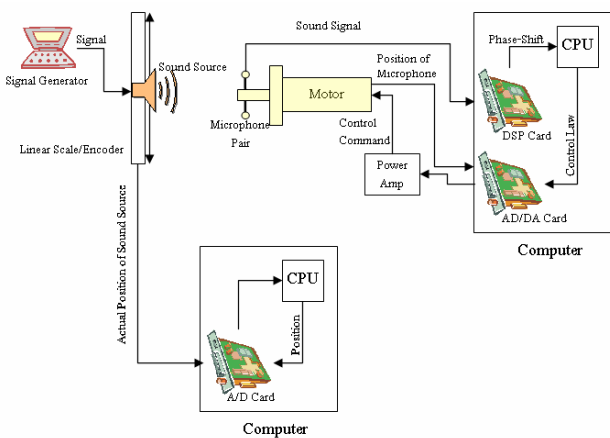 Signal
Signal Generator
Sound Source
Linear Scale/Encoder
Actual Position of Sound Source
Sound Signal
Motor
Microphone
Pair
Position of
Microphone
Control
Command
Power
Amp
Phase-Shift
CPU
DSP Card
Control Law
AD/DA Card
Computer
CPU
Position
A/D Card
Computer